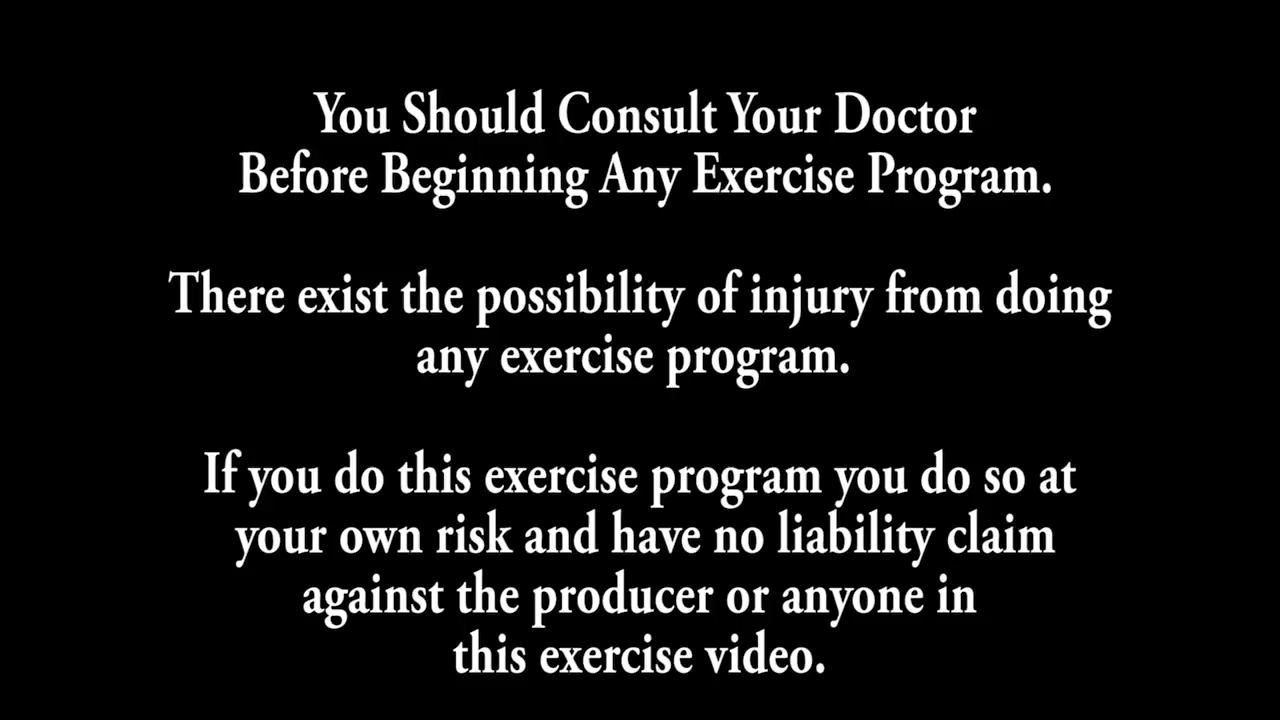 You Should Consult Your Doctor
Before Beginning Any Exercise Program.
There exist the possibility of injury from doing
any exercise program.
If you do this exercise program you do so at
your own risk and have no liability claim
against the producer or anyone in
this exercise video.